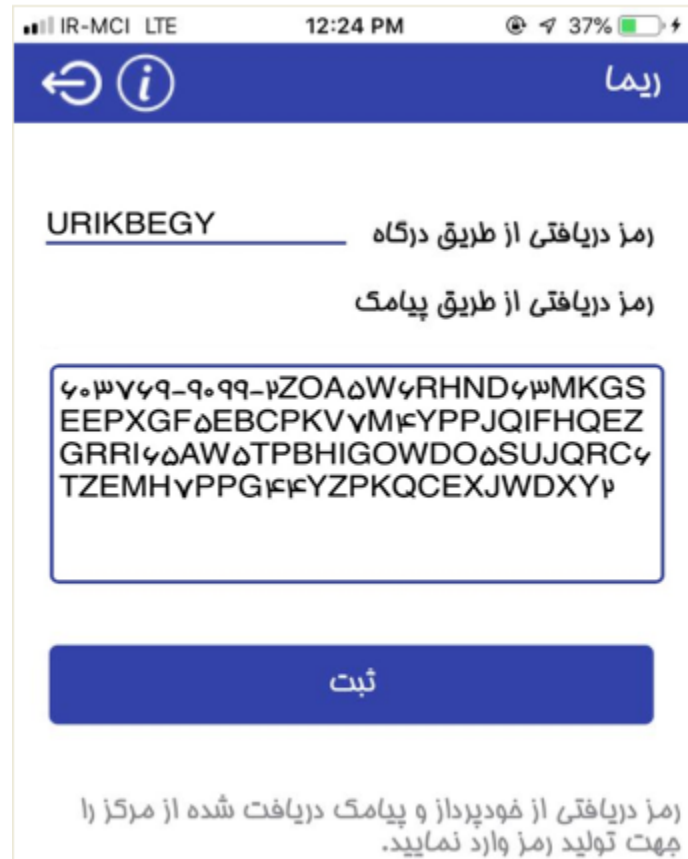 IR-MCI LTE 12:24 PM 37%
ریما
رمز دریافتی از طریق درگاه URIKBEGY
رمز دریافتی از طریق پیامک
۶۰۳۷۶۹-۹۰۹۹-۲ZOA۵W۶RHND۶۳MKGS
EEPXGF۵EBCPKV۷M۴YPPJQIFHQEZ
GRRI۶۵AW۵TPBHIGOWDO۵SUJQRC۶
TZEMH۷PPG۴۴YZPKQCEXJWDXY۲
ثبت
رمز دریافتی از خودپرداز و پیامک دریافت شده از مرکز را
جهت تولید رمز وارد نمایید.